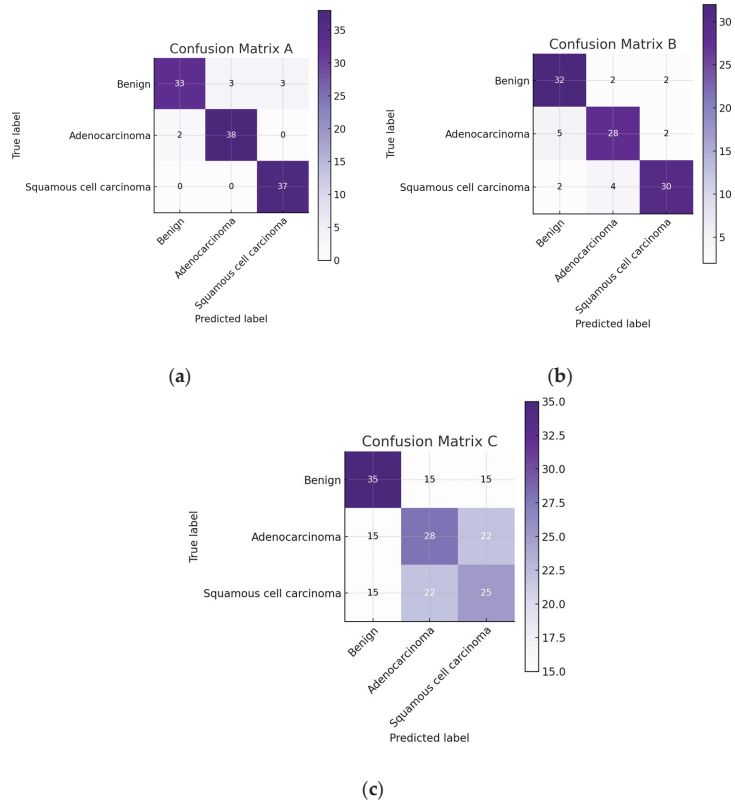 Confusion Matrix A
True label
Benign
Adenocarcinoma
Squamous cell carcinoma
33 3 3
2 38 0
0 0 37
Benign
Adenocarcinoma
Squamous cell carcinoma
Predicted label
35
30
25
20
15
10
5
0
(a)
Confusion Matrix B
True label
Benign
Adenocarcinoma
Squamous cell carcinoma
32 2 2
5 28 2
2 4 30
Benign
Adenocarcinoma
Squamous cell carcinoma
Predicted label
30
25
20
15
10
5
(b)
Confusion Matrix C
True label
Benign
Adenocarcinoma
Squamous cell carcinoma
35 15 15
15 28 22
15 22 25
Benign
Adenocarcinoma
Squamous cell carcinoma
Predicted label
35.0
32.5
30.0
27.5
25.0
22.5
20.0
17.5
15.0
(c)